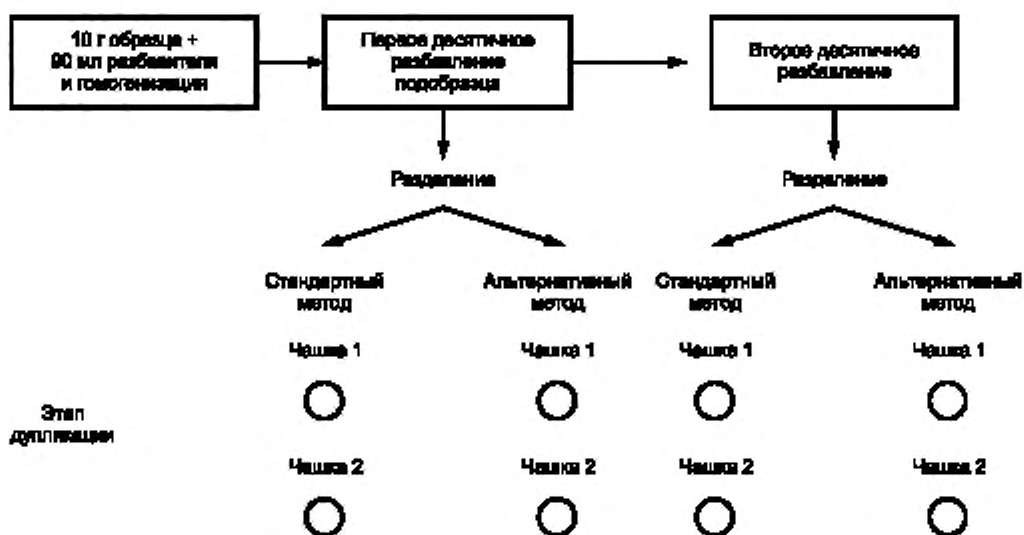 10 г образца +
90 мл разбавителя
и гомогенизация
Первое десятичное
разбавление
подобразца
Второе десятичное
разбавление
Разделение
Разделение
Стандартный
метод
Альтернативный
метод
Стандартный
метод
Альтернативный
метод
Чашка 1
Чашка 1
Чашка 1
Чашка 1
Этап
дупликации
Чашка 2
Чашка 2
Чашка 2
Чашка 2